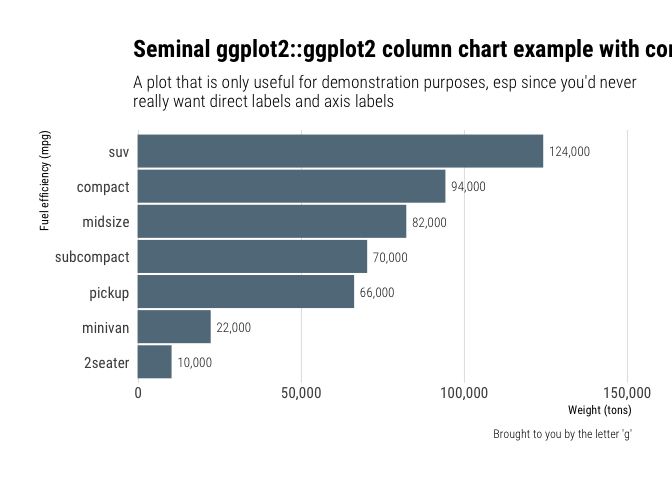 Seminal ggplot2::ggplot2 column chart example with
A plot that is only useful for demonstration purposes, esp since you'd never
really want direct labels and axis labels
Fuel efficiency (mpg)
suv 124,000
compact 94,000
midsize 82,000
subcompact 70,000
pickup 66,000
minivan 22,000
2seater 10,000
0 50,000 100,000 150,000
Weight (tons)
Brought to you by the letter 'g'